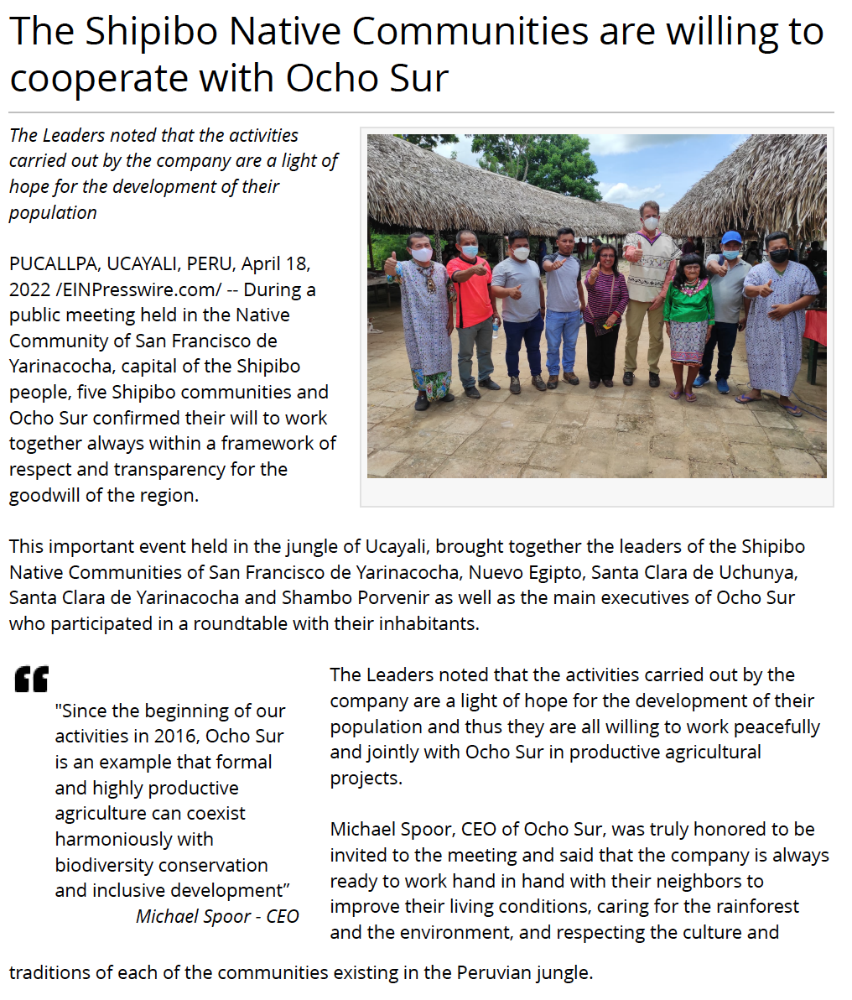 The Shipibo Native Communities are willing to
cooperate with Ocho Sur
The Leaders noted that the activities
carried out by the company are a light of
hope for the development of their
population
PUCALLPA, UCAYALI, PERU, April 18,
2022 /EINPresswire.com/ -- During a
public meeting held in the Native
Community of San Francisco de
Yarinacocha, capital of the Shipibo
people, five Shipibo communities and
Ocho Sur confirmed their will to work
together always within a framework of
respect and transparency for the
goodwill of the region.
This important event held in the jungle of Ucayali, brought together the leaders of the Shipibo
Native Communities of San Francisco de Yarinacocha, Nuevo Egipto, Santa Clara de Uchunya,
Santa Clara de Yarinacocha and Shambo Porvenir as well as the main executives of Ocho Sur
who participated in a roundtable with their inhabitants.
"Since the beginning of our
activities in 2016, Ocho Sur
is an example that formal
and highly productive
agriculture can coexist
harmoniously with
biodiversity conservation
and inclusive development”
Michael Spoor - CEO
The Leaders noted that the activities carried out by the
company are a light of hope for the development of their
population and thus they are all willing to work peacefully
and jointly with Ocho Sur in productive agricultural
projects.
Michael Spoor, CEO of Ocho Sur, was truly honored to be
invited to the meeting and said that the company is always
ready to work hand in hand with their neighbors to
improve their living conditions, caring for the rainforest
and the environment, and respecting the culture and
traditions of each of the communities existing in the Peruvian jungle.